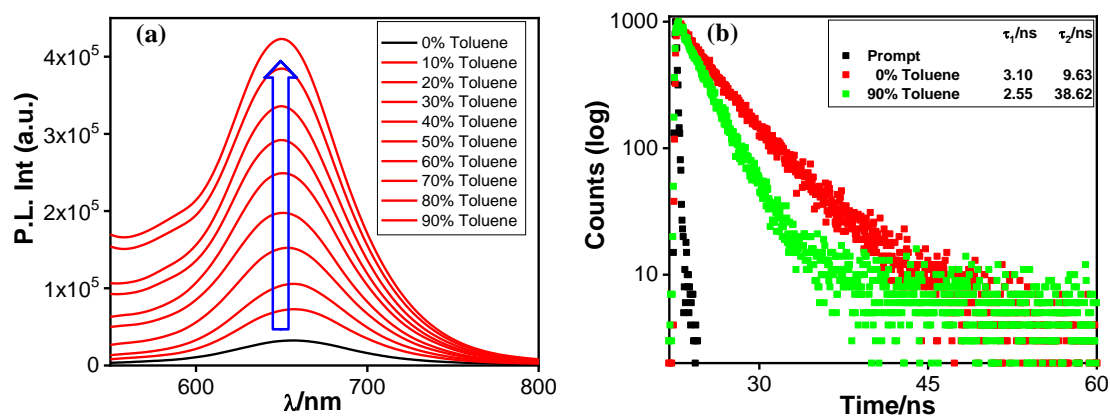 (a)
0% Toluene
10% Toluene
20% Toluene
30% Toluene
40% Toluene
50% Toluene
60% Toluene
70% Toluene
80% Toluene
90% Toluene
P.L. Int (a.u.)
4x10⁵
3x10⁵
2x10⁵
1x10⁵
0
600 700 800
λ/nm
(b)
τ₁/ns τ₂/ns
Prompt
0% Toluene 3.10 9.63
90% Toluene 2.55 38.62
Counts (log)
1000
100
10
30 45 60
Time/ns